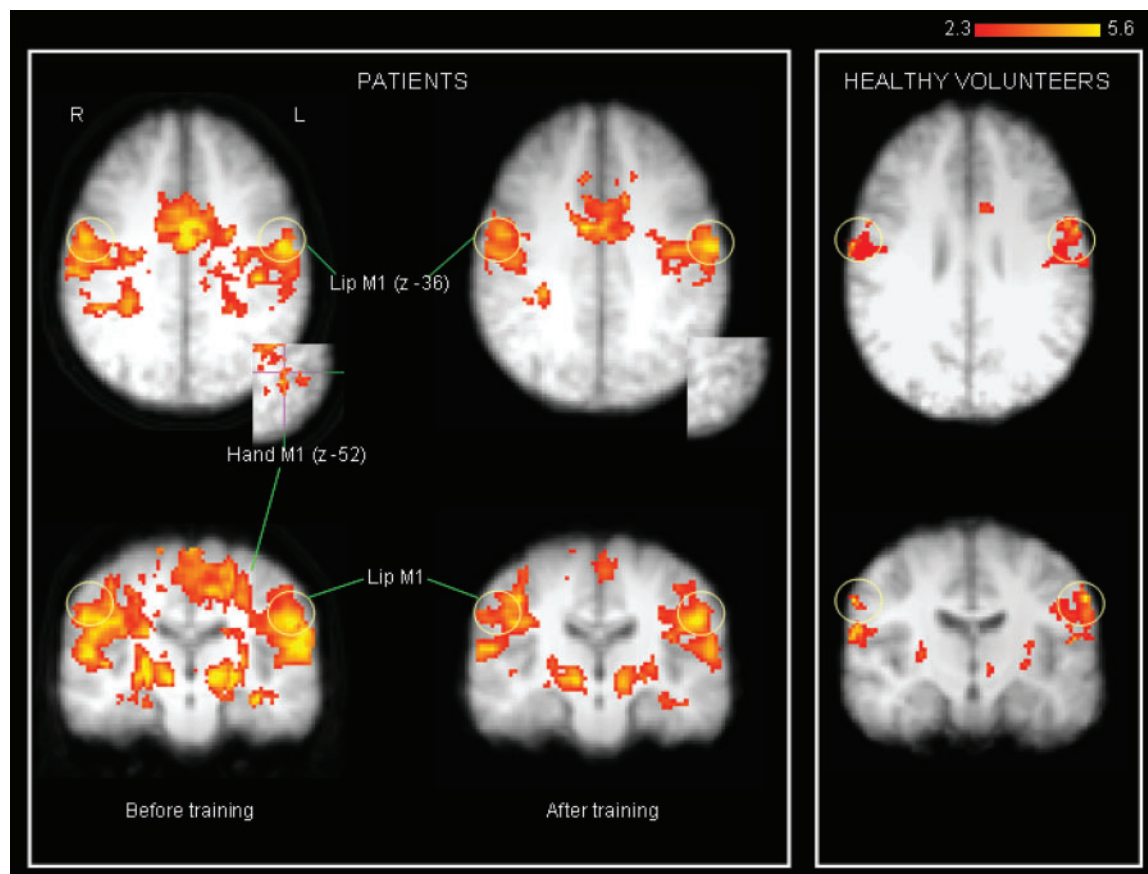 2.3 5.6
PATIENTS
HEALTHY VOLUNTEERS
R L
Lip M1 (z -36)
Hand M1 (z -52)
Lip M1
Before training
After training